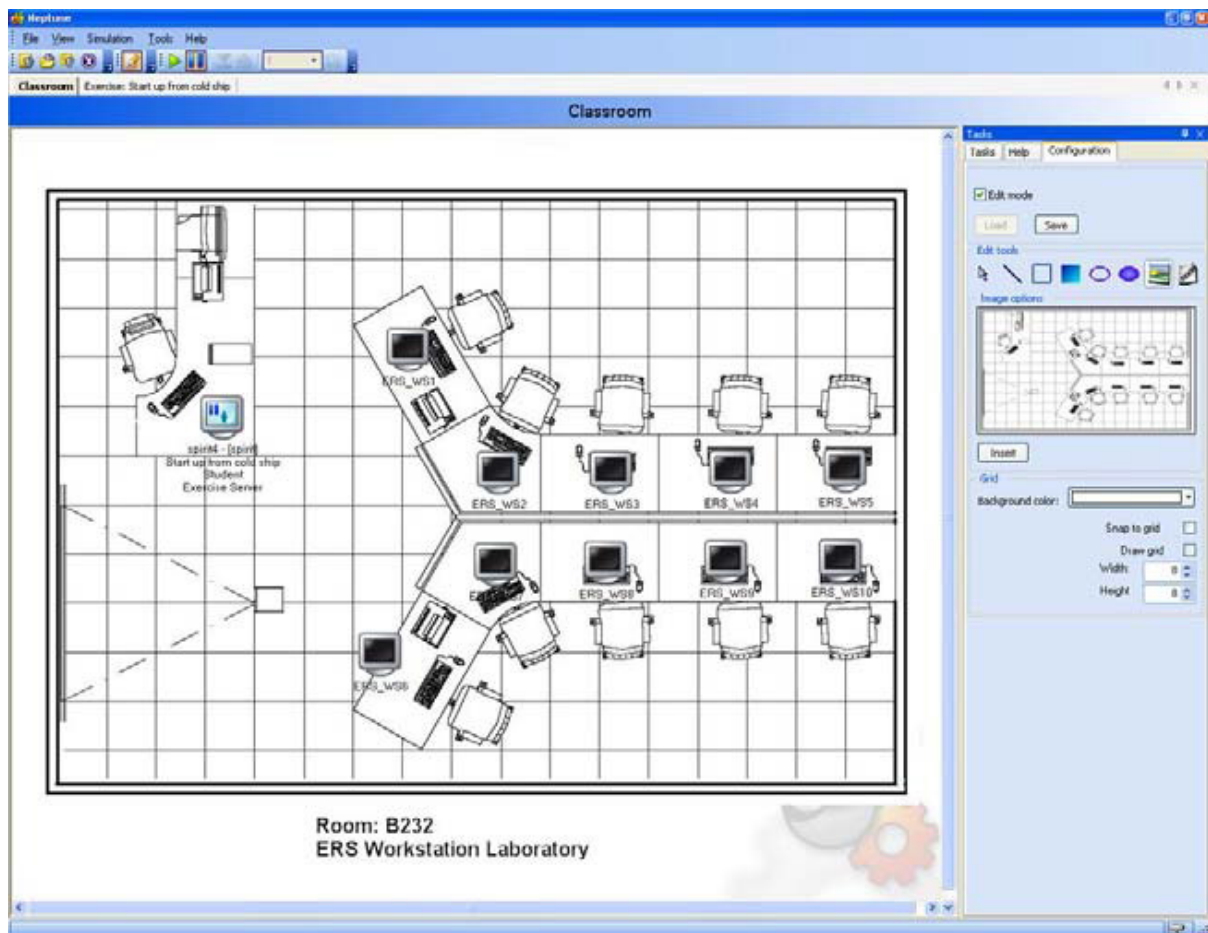 Neptune
File View Simulation Tools Help
Classroom Exercise: Start up from cold ship
Classroom
Tasks
Tasks Help Configuration
Edit mode
Load Save
Edit tools
Image options
Insert
Grid
Background color:
Snap to grid
Draw grid
Width: 8
Height 8
ERS_WS1
spirit4 - [spirit]
Start up from cold ship
Student
Exercise Server
ERS_WS2 ERS_WS3 ERS_WS4 ERS_WS5
ERS_WS8 ERS_WS9 ERS_WS10
ERS_WS6
Room: B232
ERS Workstation Laboratory